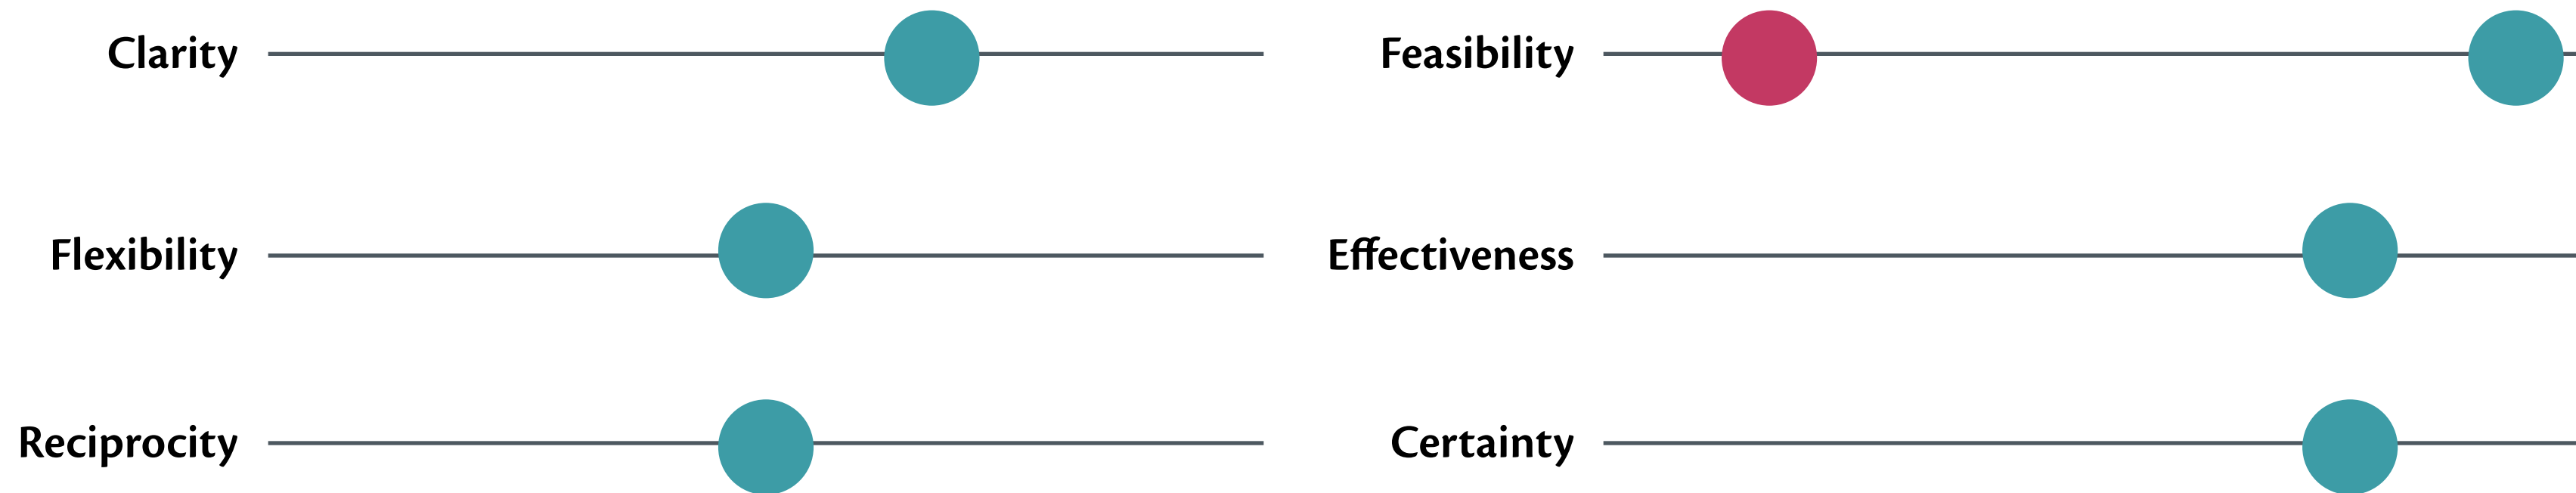 Clarity
Feasibility
Flexibility
Effectiveness
Reciprocity
Certainty